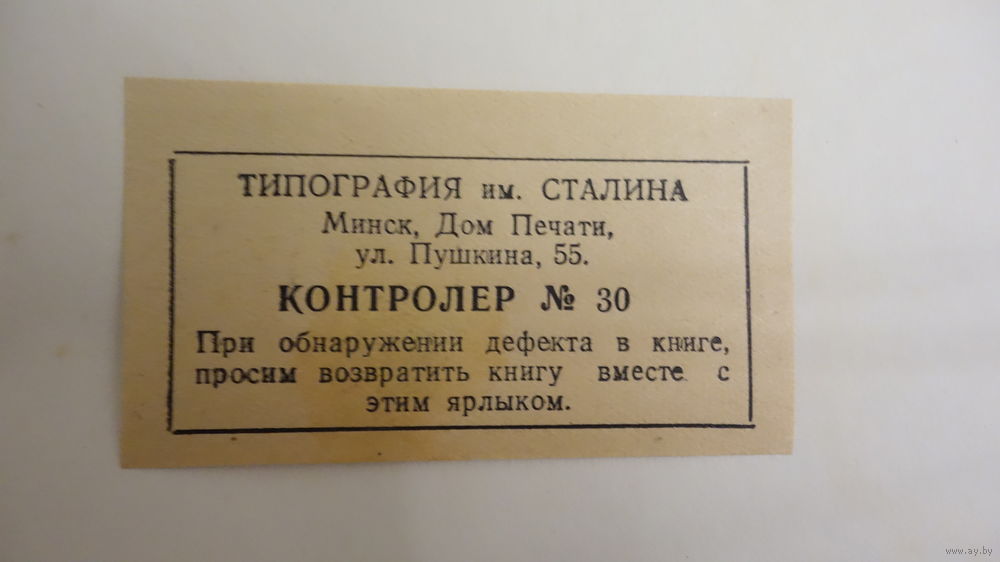 ТИПОГРАФИЯ им. СТАЛИНА
Минск, Дом Печати,
ул. Пушкина, 55.
КОНТРОЛЕР № 30
При обнаружении дефекта в книге,
просим возвратить книгу вместе с
этим ярлыком.
www.ay.by